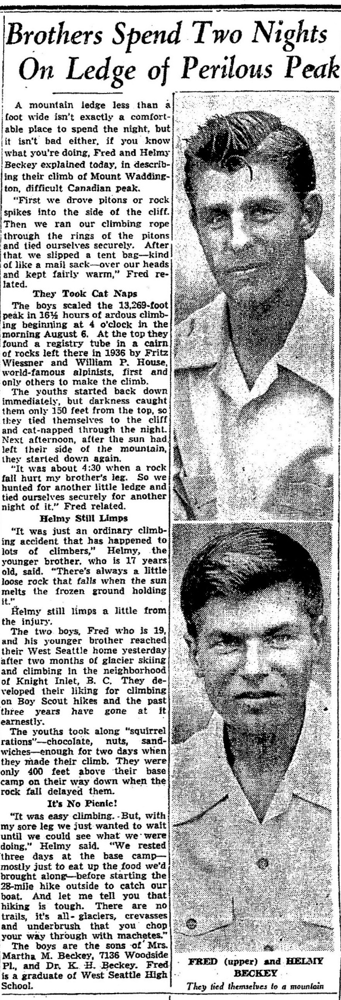 Brothers Spend Two Nights
On Ledge of Perilous Peak
A mountain ledge less than a
foot wide isn't exactly a comfort-
able place to spend the night, but
it isn't bad either, if you know
what you're doing, Fred and Helmy
Beckey explained today, in describ-
ing their climb of Mount Wadding-
ton, difficult Canadian peak.
"First we drove pitons or rock
spikes into the side of the cliff.
Then we ran our climbing rope
through the rings of the pitons
and tied ourselves securely. After
that we slipped a tent bag—kind
of like a mail sack—over our heads
and kept fairly warm," Fred re-
lated.
They Took Cat Naps
The boys scaled the 13,269-foot
peak in 16½ hours of ardous climb-
ing beginning at 4 o'clock in the
morning August 6. At the top they
found a registry tube in a cairn
of rocks left there in 1936 by Fritz
Wiessner and William P. House,
world-famous alpinists, first and
only others to make the climb.
The youths started back down
immediately, but darkness caught
them only 150 feet from the top, so
they tied themselves to the cliff
and cat-napped through the night.
Next afternoon, after the sun had
left their side of the mountain,
they started down again.
"It was about 4:30 when a rock
fall hurt my brother's leg. So we
hunted for another little ledge and
tied ourselves securely for another
night of it," Fred related.
Helmy Still Limps
"It was just an ordinary climb-
ing accident that has happened to
lots of climbers," Helmy, the
younger brother, who is 17 years
old, said. "There's always a little
loose rock that falls when the sun
melts the frozen ground holding
it."
Helmy still limps a little from
the injury.
The two boys, Fred who is 19,
and his younger brother reached
their West Seattle home yesterday
after two months of glacier skiing
and climbing in the neighborhood
of Knight Inlet, B. C. They de-
veloped their liking for climbing
on Boy Scout hikes and the past
three years have gone at it
earnestly.
The youths took along "squirrel
rations"—chocolate, nuts, sand-
wiches—enough for two days when
they made their climb. They were
only 400 feet above their base
camp on their way down when the
rock fall delayed them.
It's No Picnic!
"It was easy climbing. But, with
my sore leg we just wanted to wait
until we could see what we were
doing," Helmy said. "We rested
three days at the base camp—
mostly just to eat up the food we'd
brought along—before starting the
28-mile hike outside to catch our
boat. And let me tell you that
hiking is tough. There are no
trails, it's all- glaciers, crevasses
and underbrush that you chop
your way through with machetes."
The boys are the sons of Mrs.
Martha M. Beckey, 7136 Woodside
Pl., and Dr. K. H. Beckey. Fred
is a graduate of West Seattle High
School.
FRED (upper) and HELMY
BECKEY
They tied themselves to a mountain